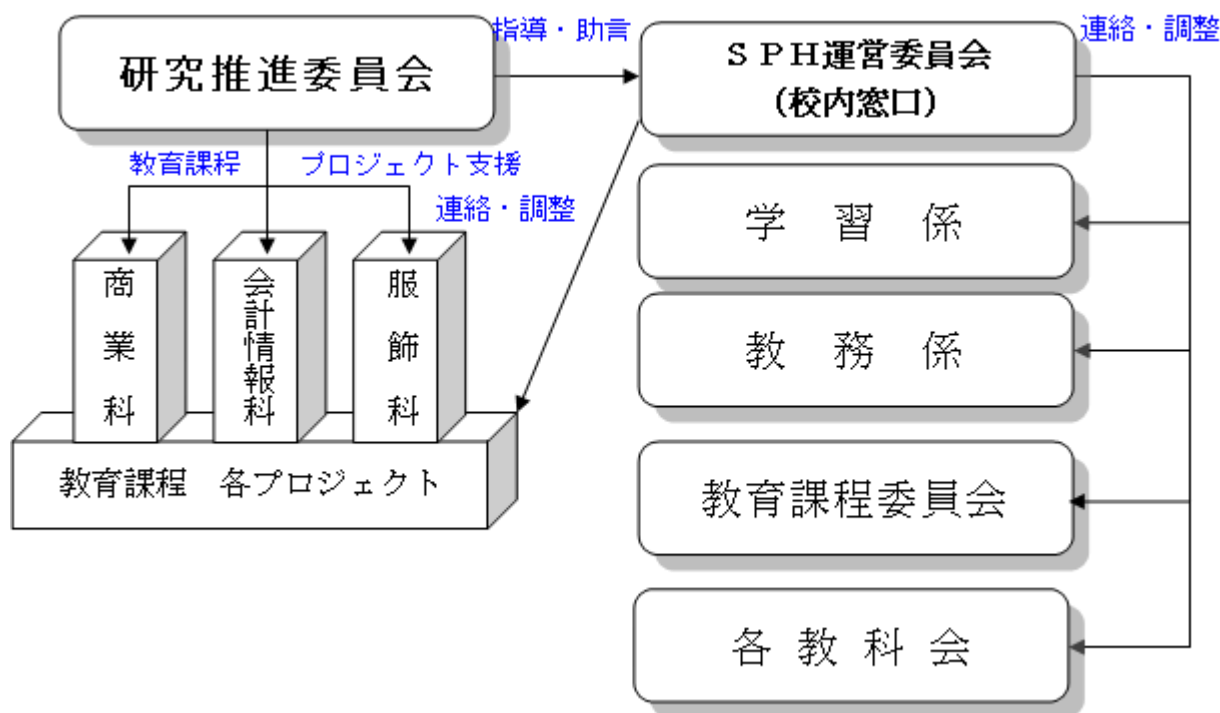 指導・助言
連絡・調整
研究推進委員会
ＳＰＨ運営委員会
（校内窓口）
教育課程
プロジェクト支援
連絡・調整
学 習 係
商業科
会計情報科
服飾科
教 務 係
教育課程 各プロジェクト
教育課程委員会
各 教 科 会